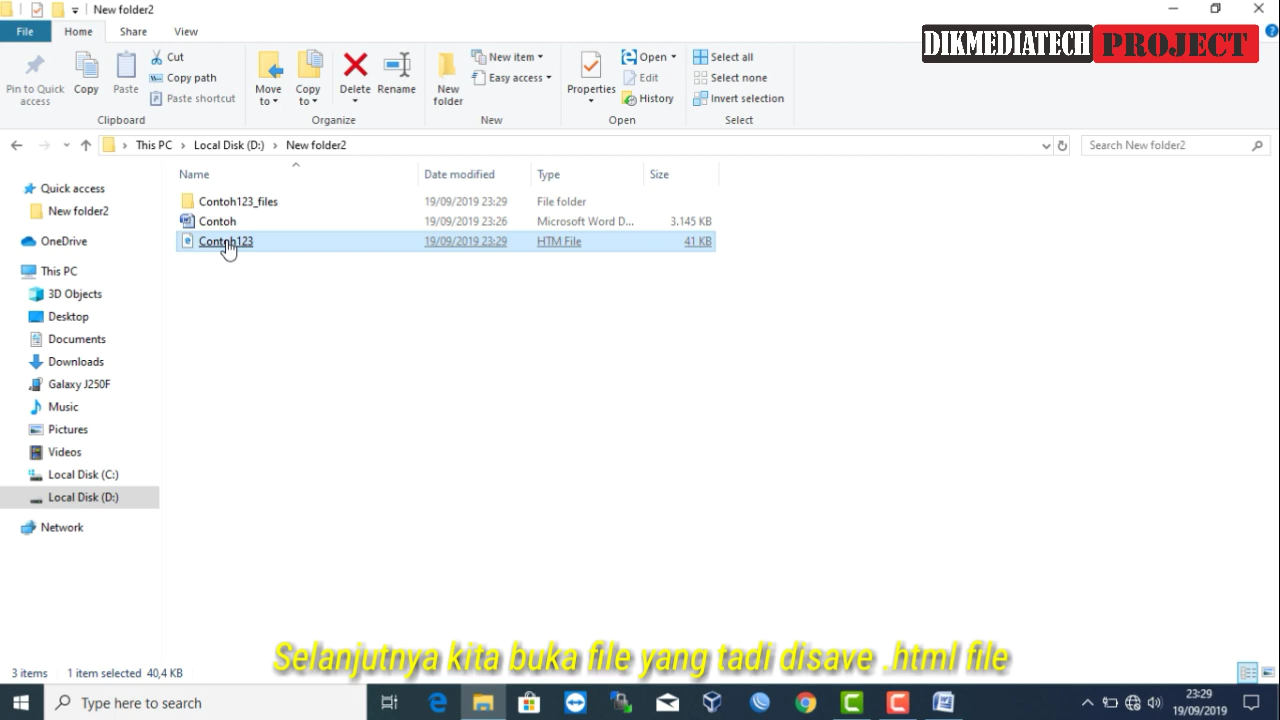 New folder2
File
Home
Share
View
DIKMEDIATECH PROJECT
Pin to Quick access
Copy
Paste
Cut
Copy path
Paste shortcut
Clipboard
Move to
Copy to
Delete
Rename
Organize
New folder
New item
Easy access
New
Properties
Open
Edit
History
Open
Select all
Select none
Invert selection
Select
This PC > Local Disk (D:) > New folder2
Search New folder2
Name Date modified Type Size
Contoh123_files 19/09/2019 23:29 File folder
Contoh 19/09/2019 23:26 Microsoft Word D... 3.145 KB
Contoh123 19/09/2019 23:29 HTM File 41 KB
Quick access
New folder2
OneDrive
This PC
3D Objects
Desktop
Documents
Downloads
Galaxy J250F
Music
Pictures
Videos
Local Disk (C:)
Local Disk (D:)
Network
Selanjutnya kita buka file yang tadi disave .html file
3 items 1 item selected 40,4 KB
Type here to search
23:29
19/09/2019